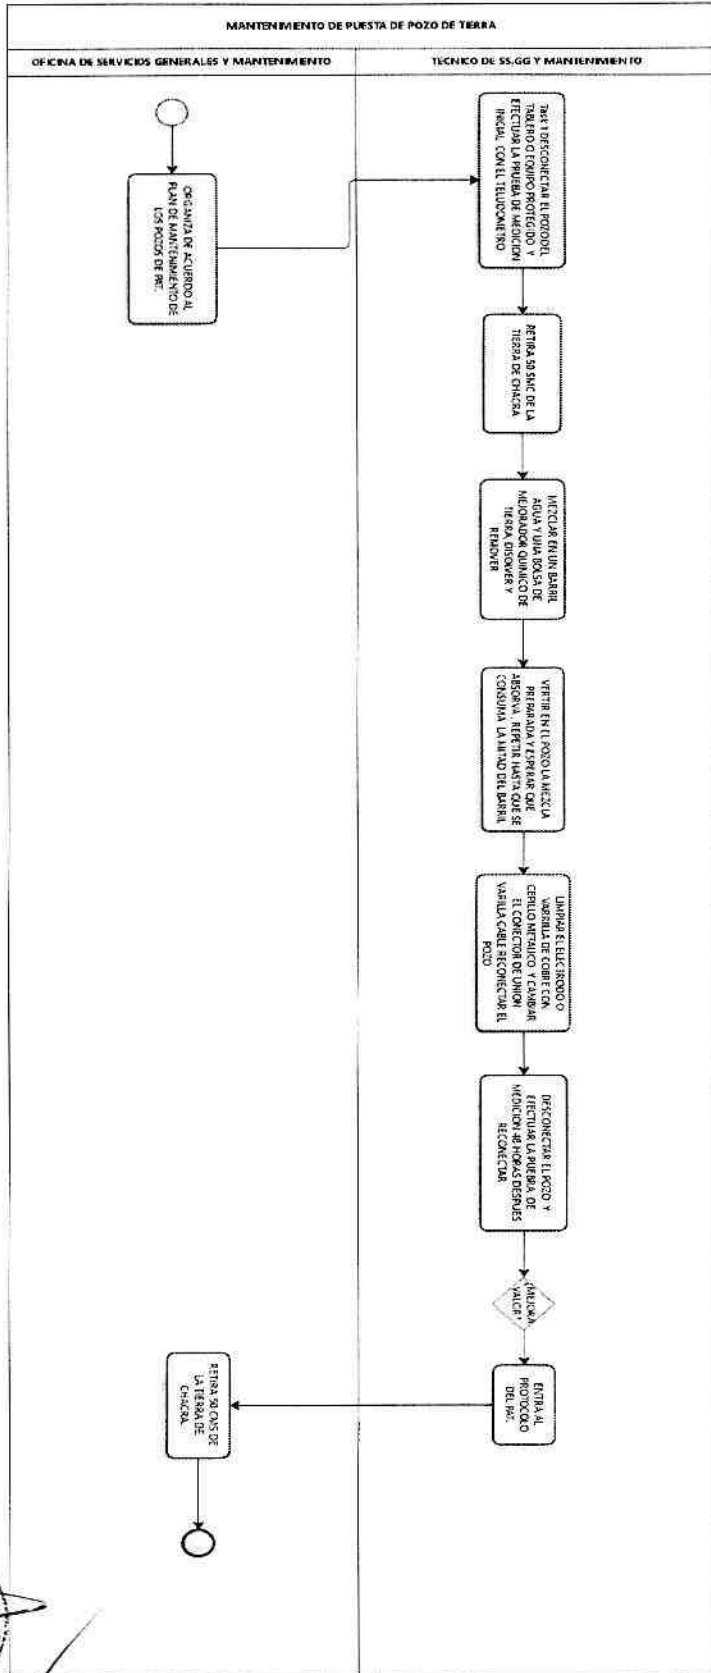 MANTENIMIENTO DE PUESTA DE POZO DE TIERRA
OFICINA DE SERVICIOS GENERALES Y MANTENIMIENTO
TECNICO DE SS.GG Y MANTENIMIENTO
ORGANIZA DE ACUERDO AL
PLAN DE MANTENIMIENTO DE
LOS POZOS DE PAT.
Task 1 DESCONECTAR EL POZO DEL
TABLERO O EQUIPO PROTEGIDO Y
EFECTUAR LA PRUEBA DE MEDICION
INICIAL CON EL TELUDOMETRO
RETIRA 50 SMC DE LA
TIERRA DE CHACRA
MEZCLAR EN UN BARRIL
AGUA Y UNA BOLSA DE
MEJORADOR QUIMICO DE
TIERRA, DISOLVER Y
REMOVER
VERTIR EN EL POZO LA MEZCLA
PREPARADA Y ESPERAR QUE
ABSORVA, REPETIR HASTA QUE SE
CONSUMA LA MITAD DEL BARRIL
LIMPIAR EL ELECTRODO O
VARRILLA DE COBRE CON
CEPILLO METALICO Y CAMBIAR
EL CONECTOR DE UNION
VARILLA CABLE RECONECTAR EL
POZO
DESCONECTAR EL POZO Y
EFECTUAR LA PUEBRA DE
MEDICION 48 HORAS DESPUES
RECONECTAR
¿MEJORA
VALOR?
ENTRA AL
PROTOCOLO
DEL PAT.
RETIRA 50 CMS DE
LA TIERRA DE
CHACRA